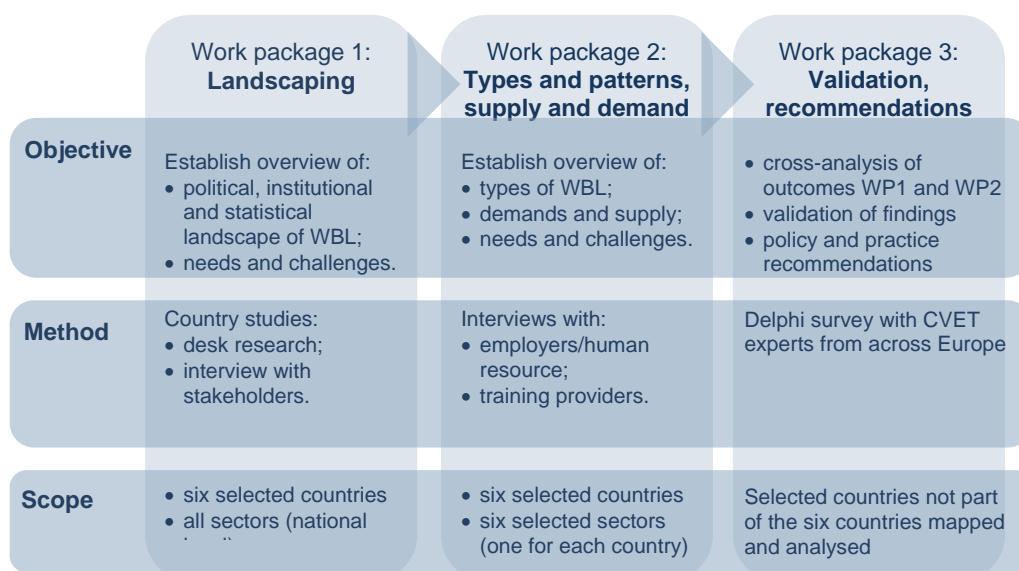 Work package 1:
Landscaping
Work package 2:
Types and patterns,
supply and demand
Work package 3:
Validation,
recommendations
Objective
Establish overview of:
• political, institutional
and statistical
landscape of WBL;
• needs and challenges.
Establish overview of:
• types of WBL;
• demands and supply;
• needs and challenges.
• cross-analysis of
outcomes WP1 and WP2
• validation of findings
• policy and practice
recommendations
Method
Country studies:
• desk research;
• interview with
stakeholders.
Interviews with:
• employers/human
resource;
• training providers.
Delphi survey with CVET
experts from across Europe
Scope
• six selected countries
• all sectors (national
• six selected countries
• six selected sectors
(one for each country)
Selected countries not part
of the six countries mapped
and analysed